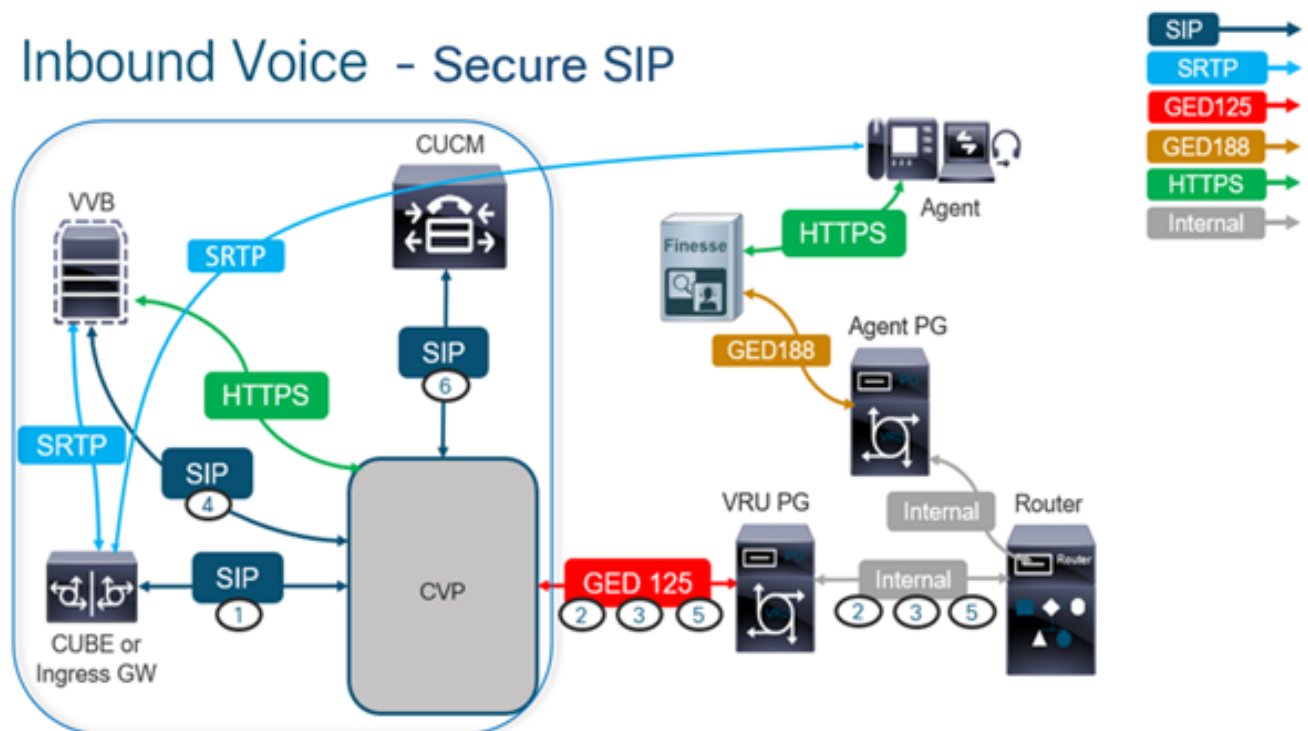 Inbound Voice - Secure SIP
SIP
SRTP
GED125
GED188
HTTPS
Internal
CUCM
VVB
SRTP
Agent
HTTPS
Finesse
Agent PG
GED188
SIP
6
HTTPS
SRTP
SIP
4
VRU PG
Internal
Router
Router
SIP
1
CVP
GED 125
2 3 5
Internal
2 3 5
CUBE or
Ingress GW